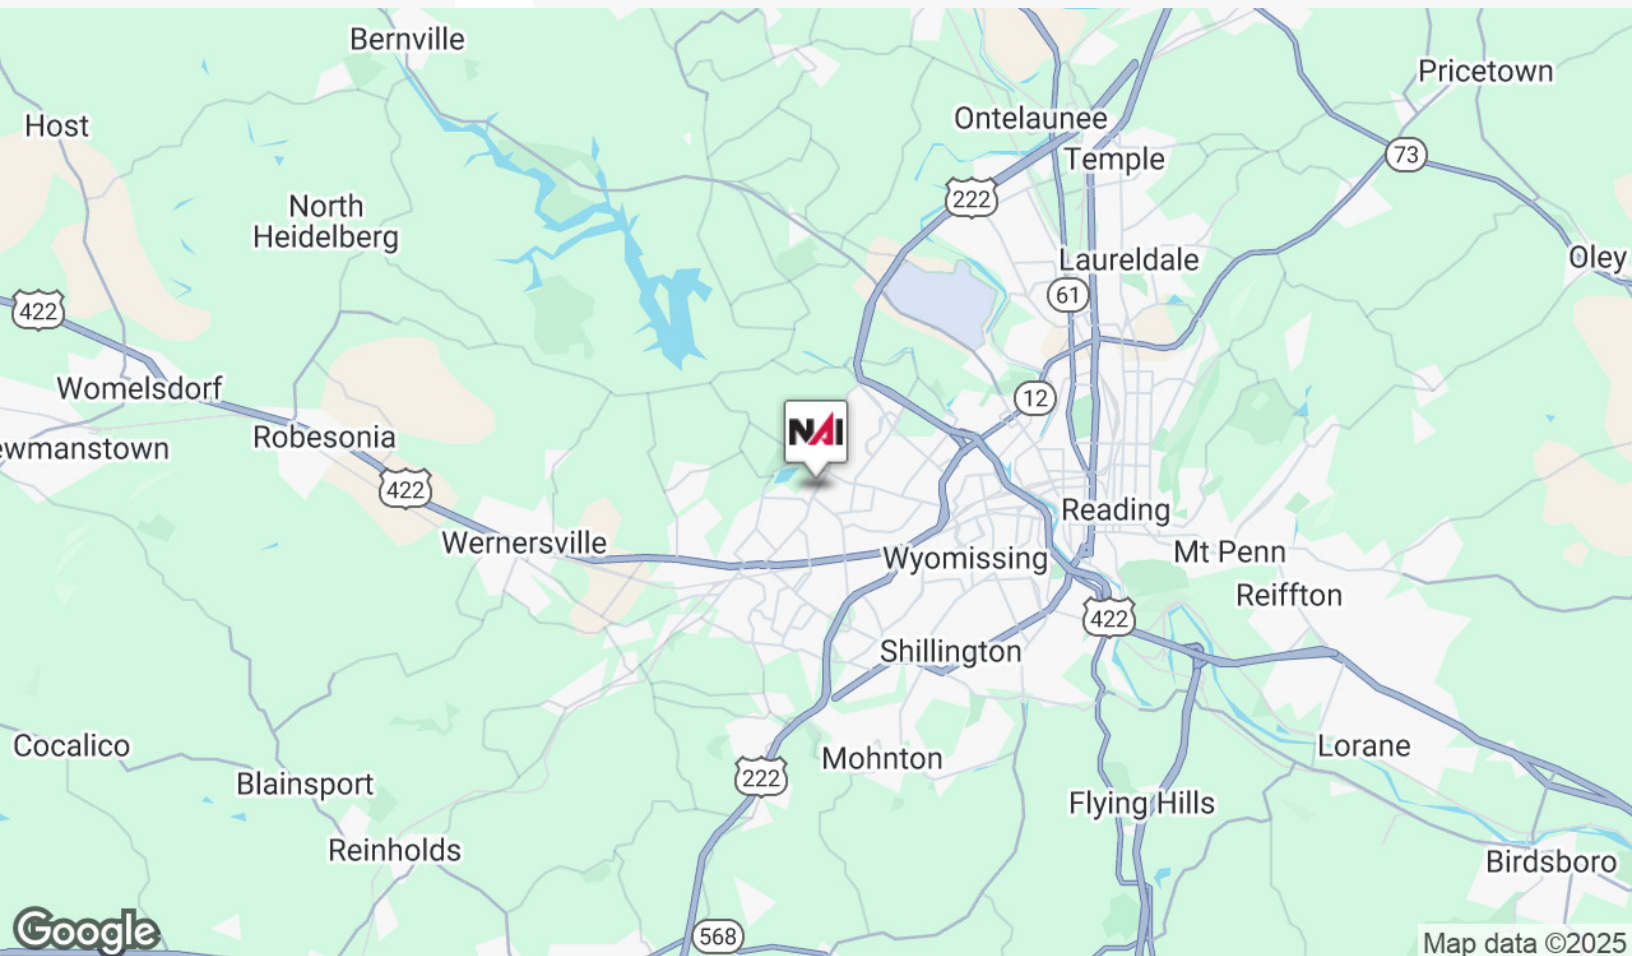 Bernville
Pricetown
Host
Ontelaunee
73
Temple
222
North
Heidelberg
Laureldale
Oley
61
422
Womelsdorf
12
NAI
Robesonia
ewmanstown
422
Reading
Wernersville
Wyomissing
Mt Penn
Reiffton
422
Shillington
Cocalico
Lorane
Mohnton
222
Blainsport
Flying Hills
Reinholds
Birdsboro
Google
568
Map data ©2025